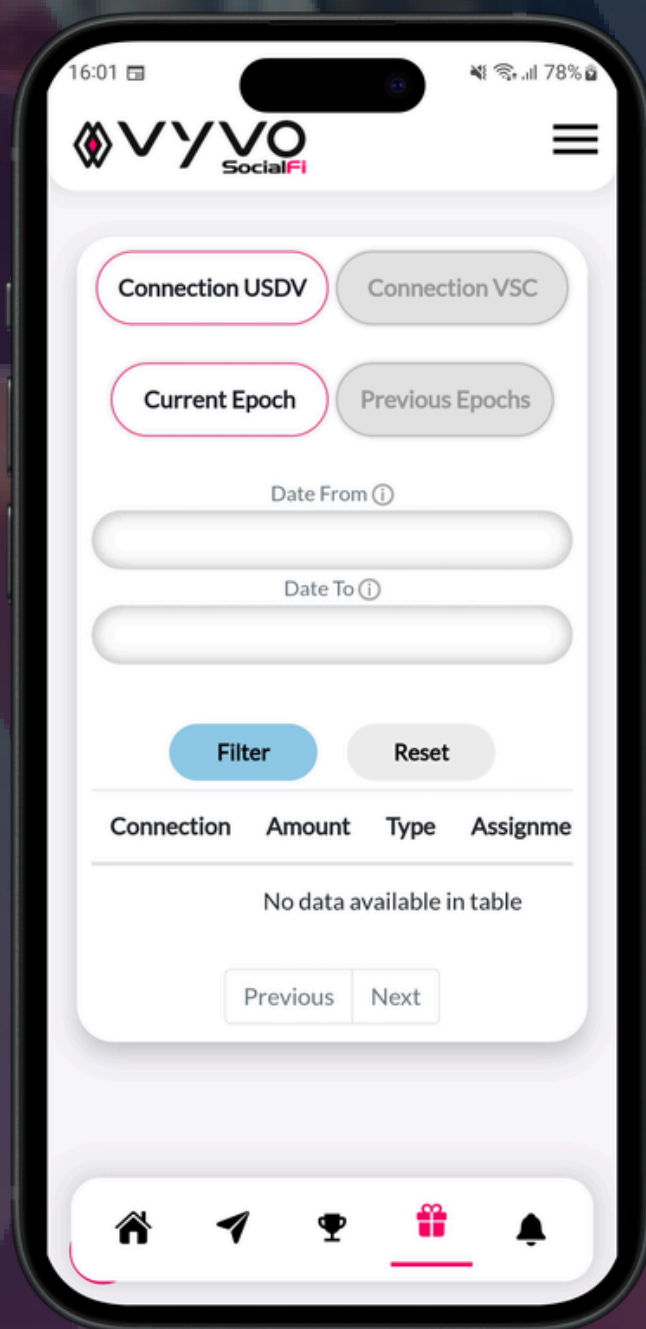 16:01 78%
VYVO
SocialFi
Connection USDV Connection VSC
Current Epoch Previous Epochs
Date From
Date To
Filter Reset
Connection Amount Type Assignme
No data available in table
Previous Next